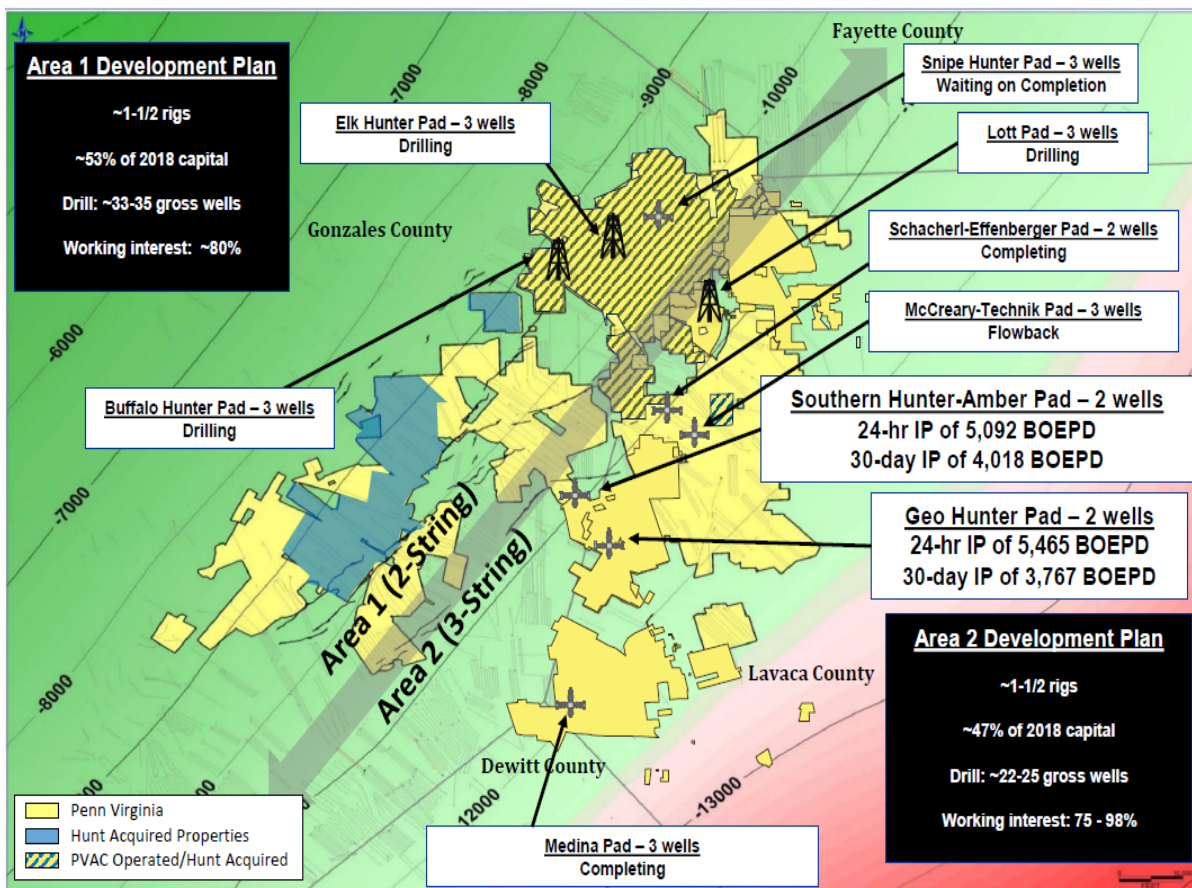 Area 1 Development Plan
~1-1/2 rigs
~53% of 2018 capital
Drill: ~33-35 gross wells
Working interest: ~80%
Fayette County
Snipe Hunter Pad – 3 wells
Waiting on Completion
Elk Hunter Pad – 3 wells
Drilling
Lott Pad – 3 wells
Drilling
-7000
-8000
-9000
-10000
Gonzales County
Schacherl-Effenberger Pad – 2 wells
Completing
McCreary-Technik Pad – 3 wells
Flowback
-6000
Buffalo Hunter Pad – 3 wells
Drilling
Southern Hunter-Amber Pad – 2 wells
24-hr IP of 5,092 BOEPD
30-day IP of 4,018 BOEPD
-7000
Geo Hunter Pad – 2 wells
24-hr IP of 5,465 BOEPD
30-day IP of 3,767 BOEPD
Area 1 (2-String)
Area 2 (3-String)
-8000
Area 2 Development Plan
~1-1/2 rigs
~47% of 2018 capital
Drill: ~22-25 gross wells
Working interest: 75 - 98%
Lavaca County
Dewitt County
12000
-13000
Penn Virginia
Hunt Acquired Properties
PVAC Operated/Hunt Acquired
Medina Pad – 3 wells
Completing
FEET